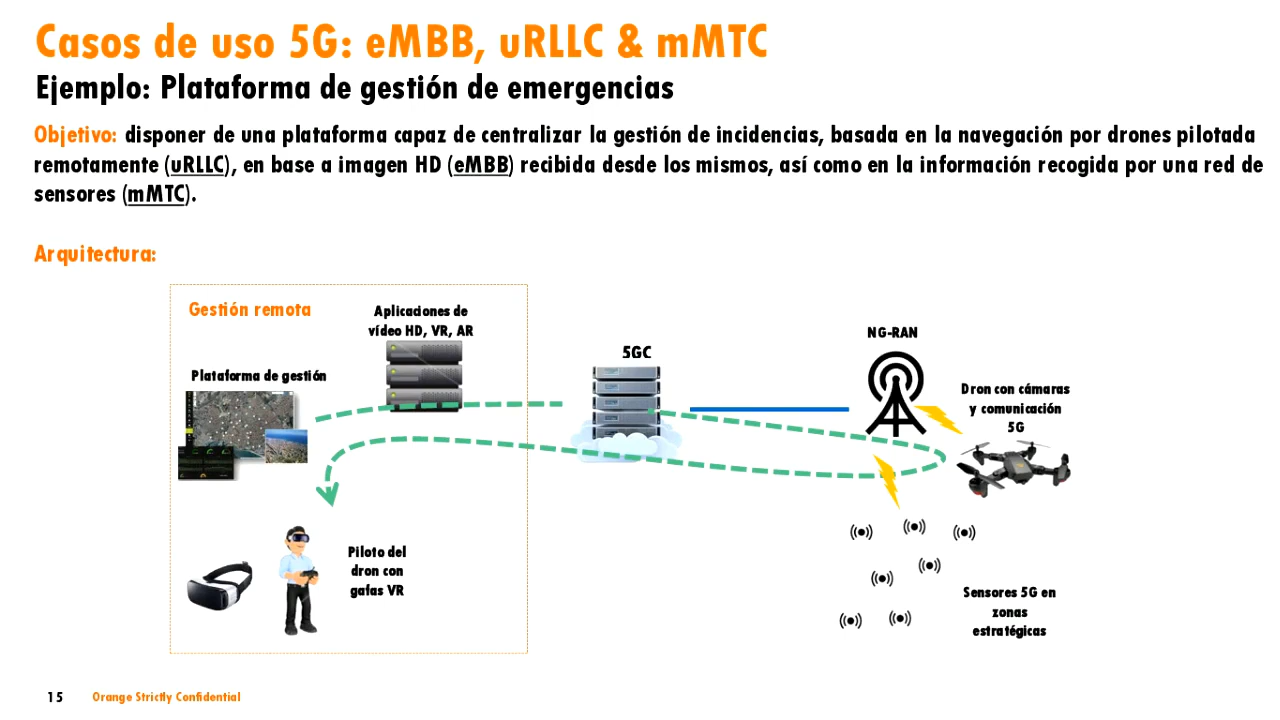 Casos de uso 5G: eMBB, uRLLC & mMTC
Ejemplo: Plataforma de gestión de emergencias
Objetivo: disponer de una plataforma capaz de centralizar la gestión de incidencias, basada en la navegación por drones pilotada
remotamente (uRLLC), en base a imagen HD (eMBB) recibida desde los mismos, así como en la información recogida por una red de
sensores (mMTC).
Arquitectura:
Gestión remota
Aplicaciones de
vídeo HD, VR, AR
Plataforma de gestión
5GC
NG-RAN
Dron con cámaras
y comunicación
5G
Piloto del
dron con
gafas VR
Sensores 5G en
zonas
estratégicas
15 Orange Strictly Confidential